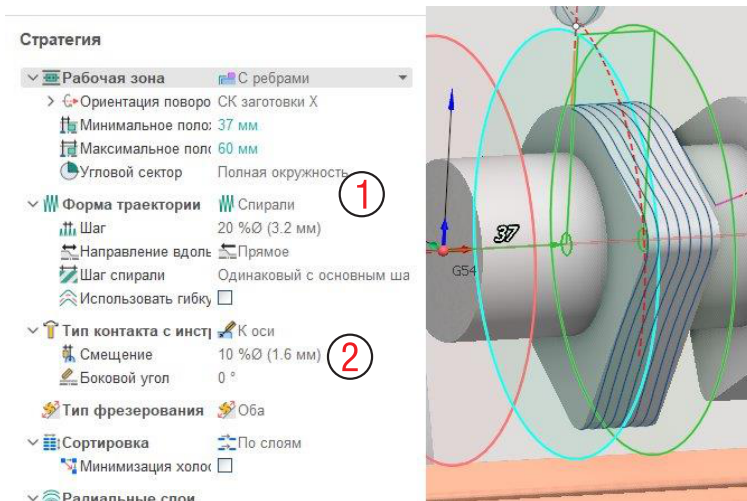 Стратегия
Рабочая зона С ребрами
Ориентация поворо СК заготовки X
Минимальное полож 37 мм
Максимальное поло 60 мм
Угловой сектор Полная окружность
Форма траектории Спирали
1
Шаг 20 %Ø (3.2 мм)
Направление вдоль Прямое
Шаг спирали Одинаковый с основным ша
Использовать гибку
Тип контакта с инстр К оси
Смещение 10 %Ø (1.6 мм)
2
Боковой угол 0 °
Тип фрезерования Оба
Сортировка По слоям
Минимизация холос
Радиальные слои
37
G54